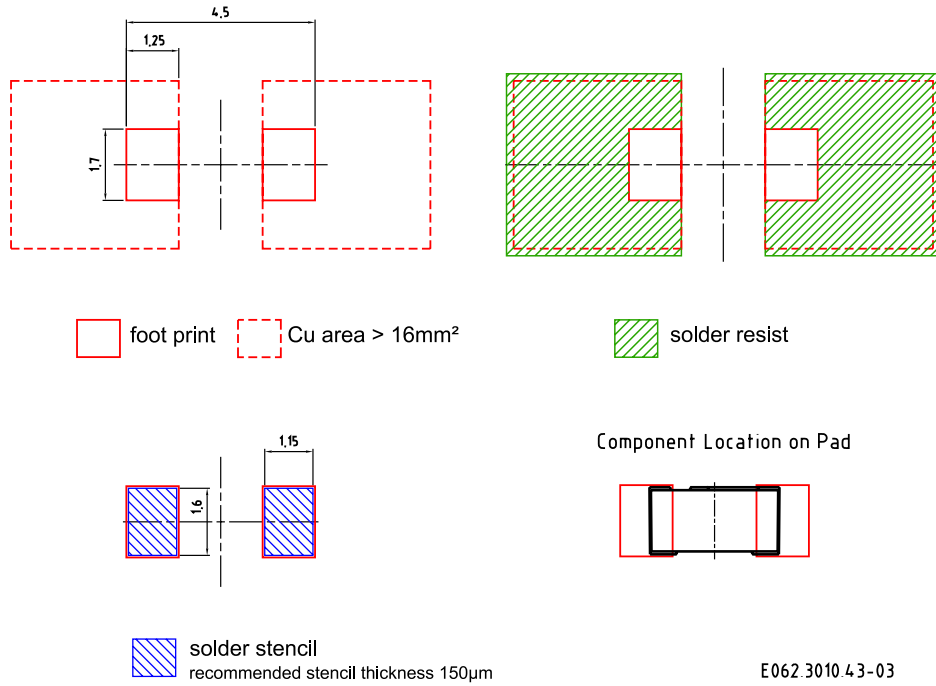 4.5
1.25
1.7
foot print
Cu area > 16mm²
solder resist
1.15
Component Location on Pad
1.6
solder stencil
recommended stencil thickness 150µm
E062.3010.43-03